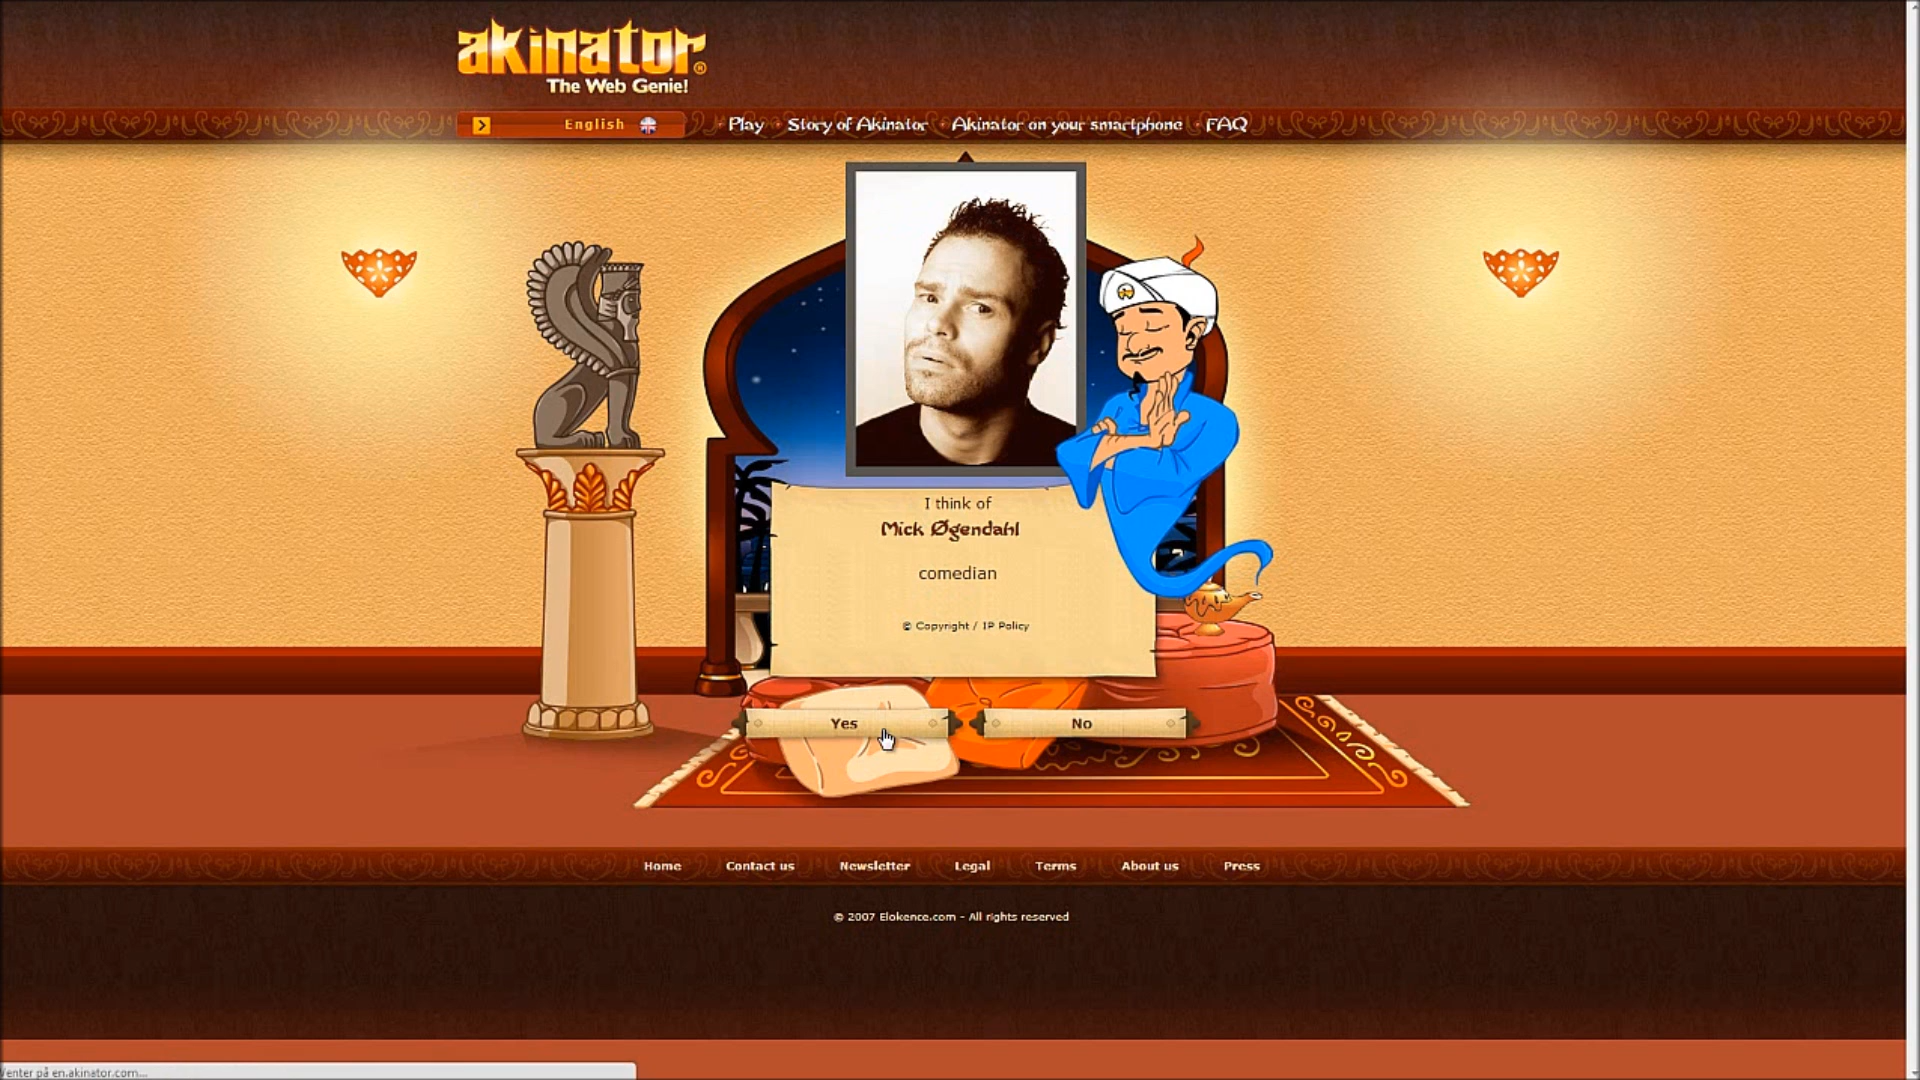 akinator®
The Web Genie!
English
Play
Story of Akinator
Akinator on your smartphone
FAQ
I think of
Mick Øgendahl
comedian
© Copyright / IP Policy
Yes
No
Home
Contact us
Newsletter
Legal
Terms
About us
Press
© 2007 Elokence.com - All rights reserved
Venter på en.akinator.com...